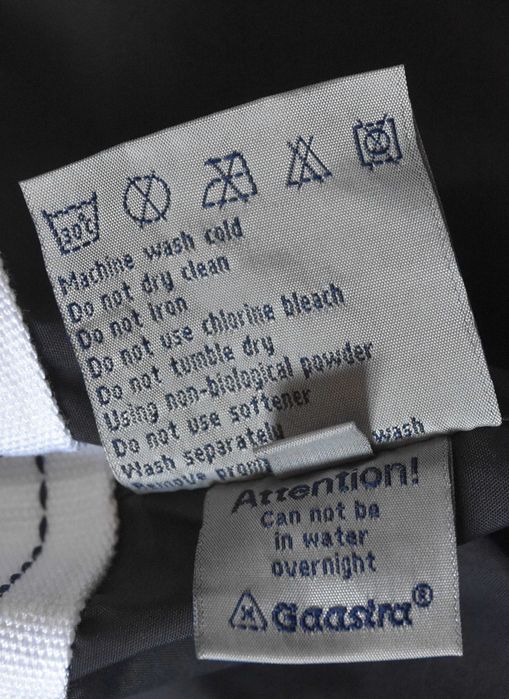 30°C
Machine wash cold
Do not dry clean
Do not iron
Do not use chlorine bleach
Do not tumble dry
Using non-biological powder
Do not use softener
Wash separately
Remove wash
Attention!
Can not be
in water
overnight
Gaastra®